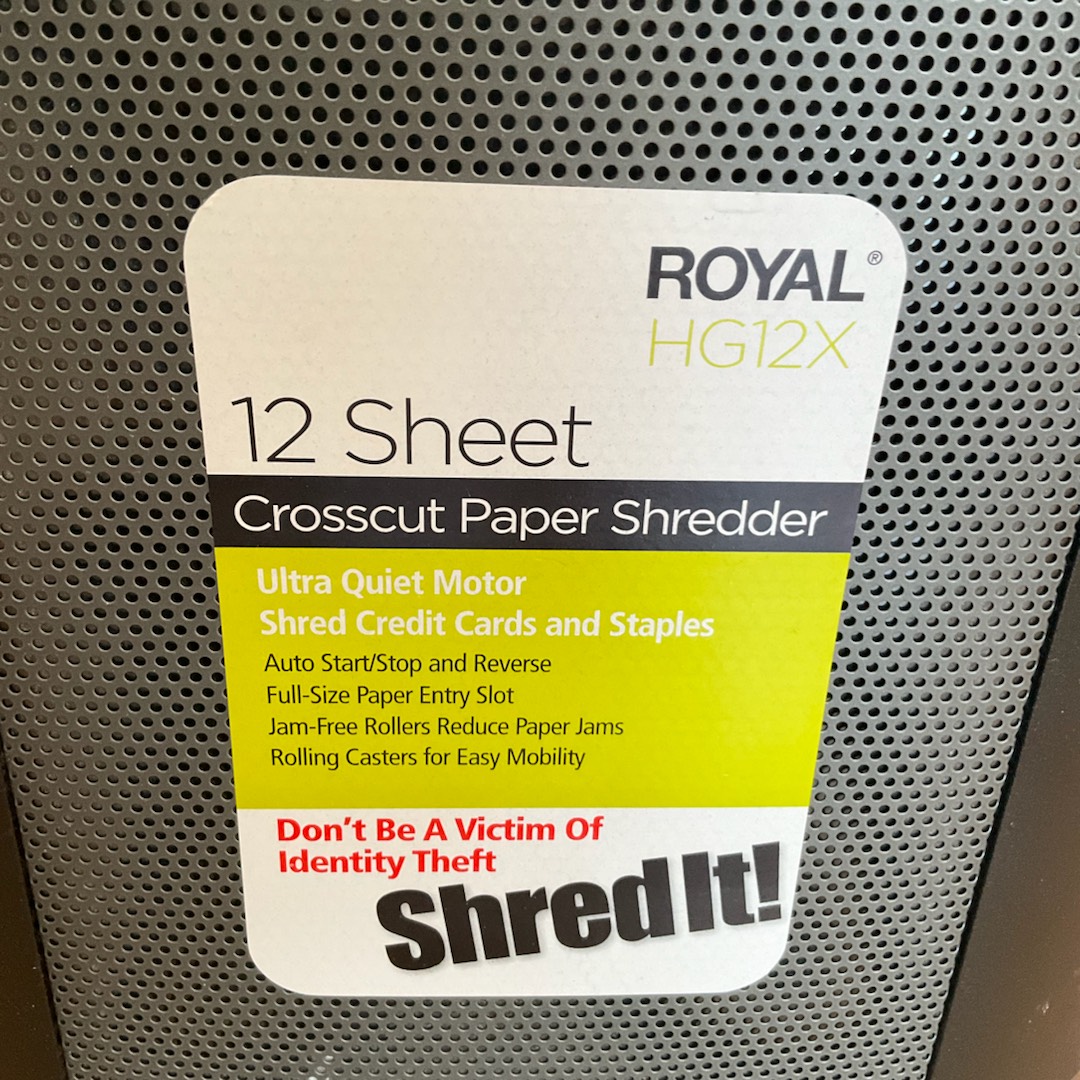 ROYAL®
HG12X
12 Sheet
Crosscut Paper Shredder
Ultra Quiet Motor
Shred Credit Cards and Staples
Auto Start/Stop and Reverse
Full-Size Paper Entry Slot
Jam-Free Rollers Reduce Paper Jams
Rolling Casters for Easy Mobility
Don't Be A Victim Of
Identity Theft
Shred It!